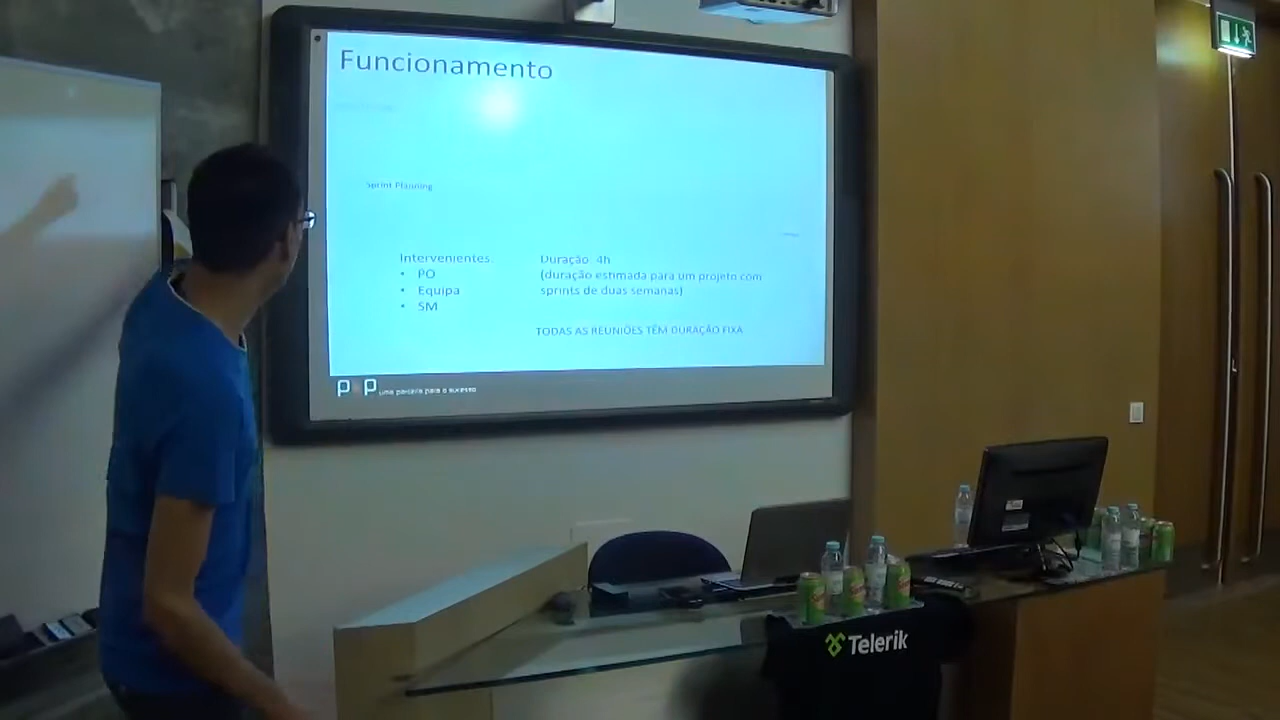 Funcionamento
Sprint Planning
Intervenientes:
• PO
• Equipa
• SM
Duração: 4h
(duração estimada para um projeto com
sprints de duas semanas)
TODAS AS REUNIÕES TÊM DURAÇÃO FIXA
uma parceria para o sucesso
Telerik